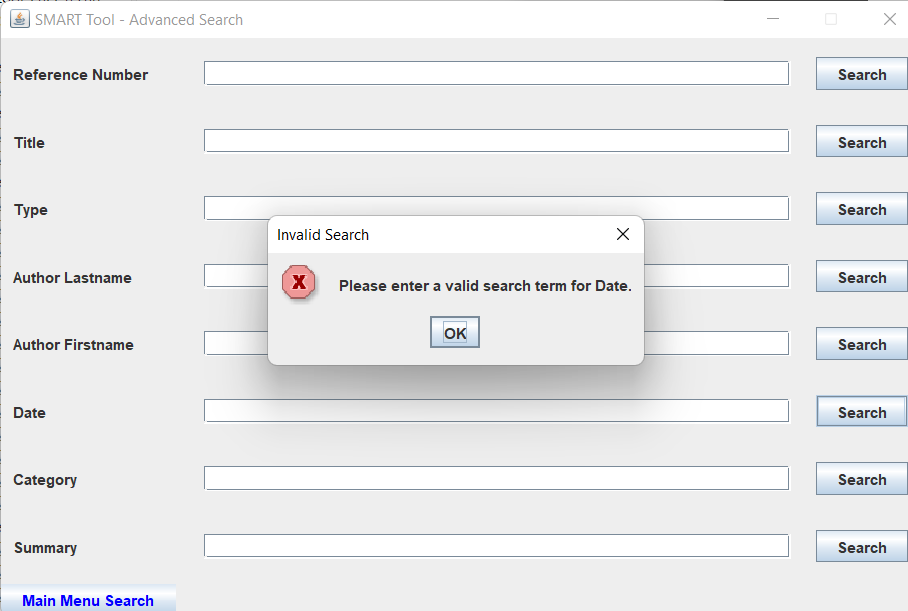 SMART Tool - Advanced Search
Reference Number Search
Title Search
Type Search
Invalid Search
Author Lastname Search
Please enter a valid search term for Date.
OK
Author Firstname Search
Date Search
Category Search
Summary Search
Main Menu Search